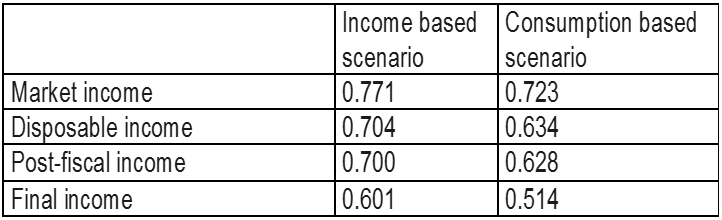 Income based scenario Consumption based scenario
Market income 0.771 0.723
Disposable income 0.704 0.634
Post-fiscal income 0.700 0.628
Final income 0.601 0.514